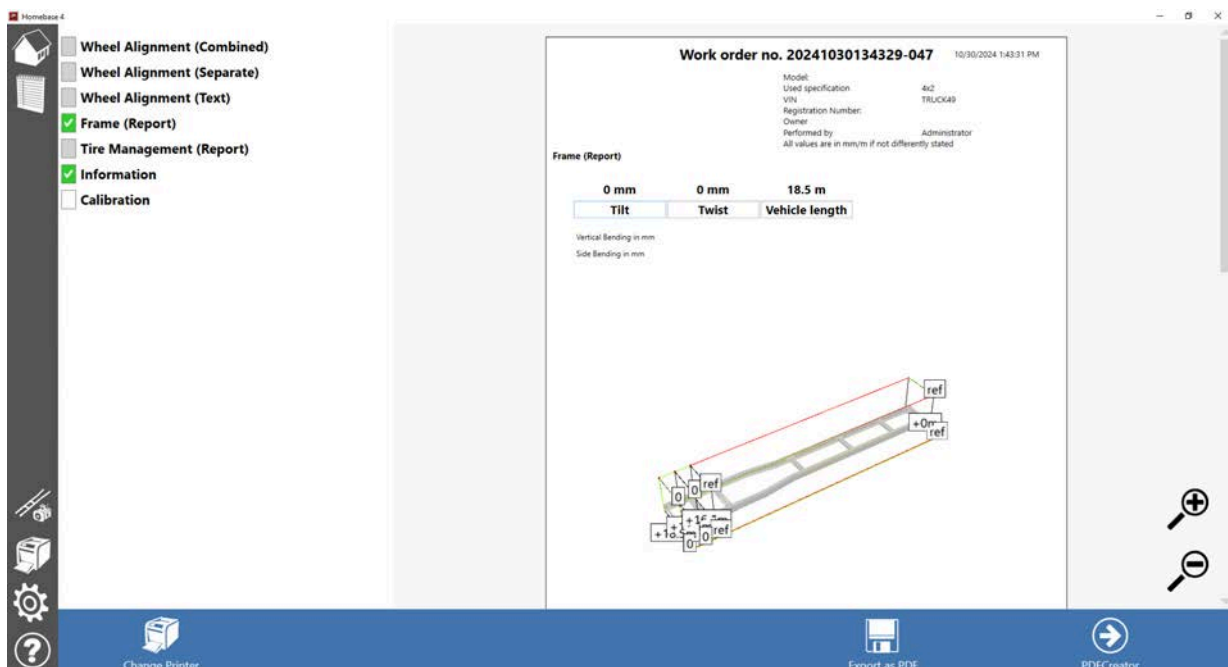 Homebase 4
Wheel Alignment (Combined)
Wheel Alignment (Separate)
Wheel Alignment (Text)
Frame (Report)
Tire Management (Report)
Information
Calibration
Work order no. 20241030134329-047 10/30/2024 1:43:31 PM
Model:
Used specification 4x2
VIN TRUCK49
Registration Number:
Owner
Performed by Administrator
All values are in mm/m if not differently stated
Frame (Report)
0 mm 0 mm 18.5 m
Tilt Twist Vehicle length
Vertical Bending in mm
Side Bending in mm
ref
ref
0 0 ref
0 0 ref
Change Printer Export as PDF PDFCreator